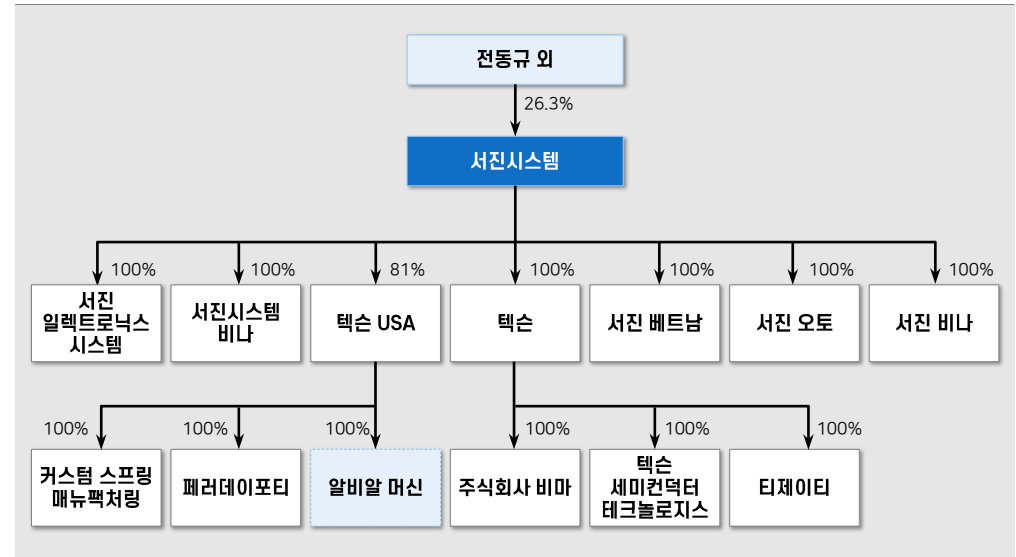 전동규 외
26.3%
서진시스템
100%
100%
81%
100%
100%
100%
100%
서진
일렉트로닉스
시스템
서진시스템
비나
텍슨 USA
텍슨
서진 베트남
서진 오토
서진 비나
100%
100%
100%
100%
100%
100%
커스텀 스프링
매뉴팩처링
페러데이포티
알비알 머신
주식회사 비마
텍슨
세미컨덕터
테크놀로지스
티제이티